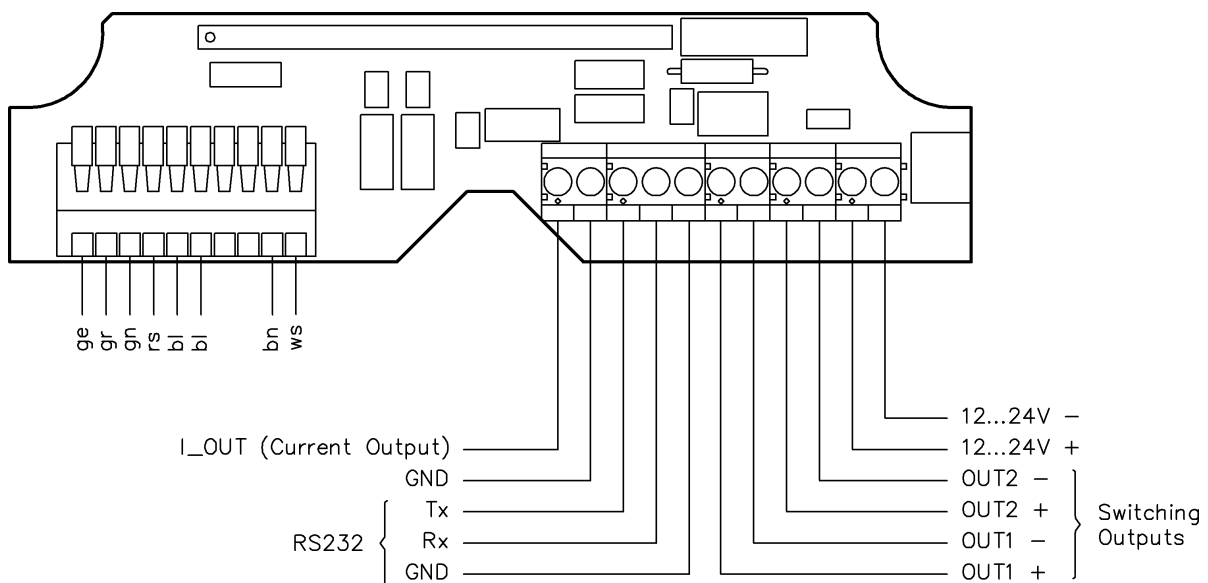 ge gr gn rs bl bl bn ws
I_OUT (Current Output)
GND
RS232
Tx
Rx
GND
12...24V -
12...24V +
OUT2 -
OUT2 +
OUT1 -
OUT1 +
Switching
Outputs